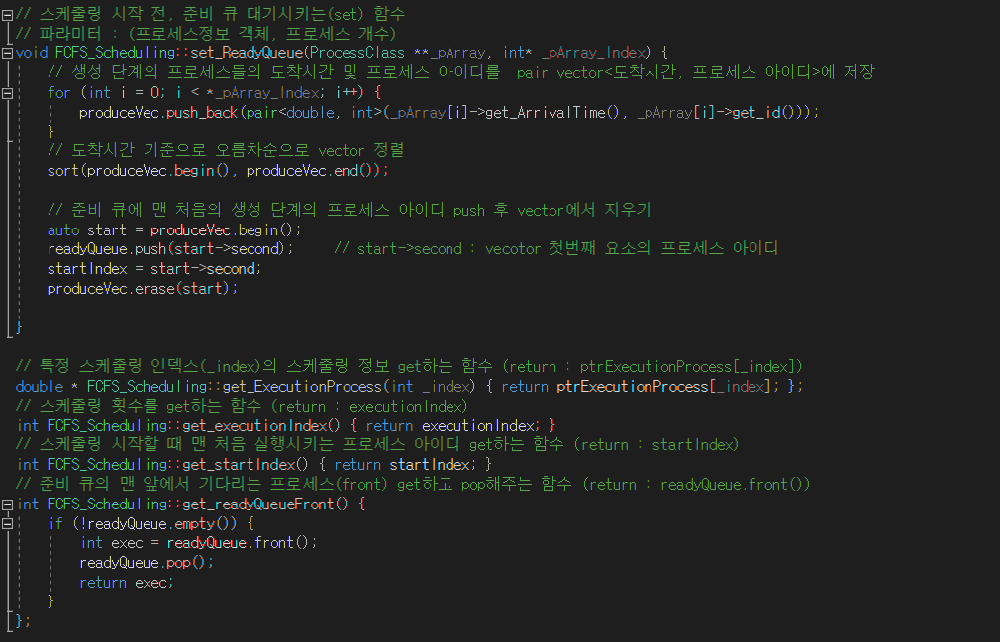 // 스케줄링 시작 전, 준비 큐 대기시키는(set) 함수
// 파라미터 : (프로세스정보 객체, 프로세스 개수)
void FCFS_Scheduling::set_ReadyQueue(ProcessClass **_pArray, int* _pArray_Index) {
// 생성 단계의 프로세스들의 도착시간 및 프로세스 아이디를  pair vector<도착시간, 프로세스 아이디>에 저장
for (int i = 0; i < *_pArray_Index; i++) {
produceVec.push_back(pair<double, int>(_pArray[i]->get_ArrivalTime(), _pArray[i]->get_id()));
}
// 도착시간 기준으로 오름차순으로 vector 정렬
sort(produceVec.begin(), produceVec.end());
// 준비 큐에 맨 처음의 생성 단계의 프로세스 아이디 push 후 vector에서 지우기
auto start = produceVec.begin();
readyQueue.push(start->second);     // start->second : vecotor 첫번째 요소의 프로세스 아이디
startIndex = start->second;
produceVec.erase(start);
}
// 특정 스케줄링 인덱스(_index)의 스케줄링 정보 get하는 함수 (return : ptrExecutionProcess[_index])
double * FCFS_Scheduling::get_ExecutionProcess(int _index) { return ptrExecutionProcess[_index]; };
// 스케줄링 횟수를 get하는 함수 (return : executionIndex)
int FCFS_Scheduling::get_executionIndex() { return executionIndex; }
// 스케줄링 시작할 때 맨 처음 실행시키는 프로세스 아이디 get하는 함수 (return : startIndex)
int FCFS_Scheduling::get_startIndex() { return startIndex; }
// 준비 큐의 맨 앞에서 기다리는 프로세스(front) get하고 pop해주는 함수 (return : readyQueue.front())
int FCFS_Scheduling::get_readyQueueFront() {
if (!readyQueue.empty()) {
int exec = readyQueue.front();
readyQueue.pop();
return exec;
}
};